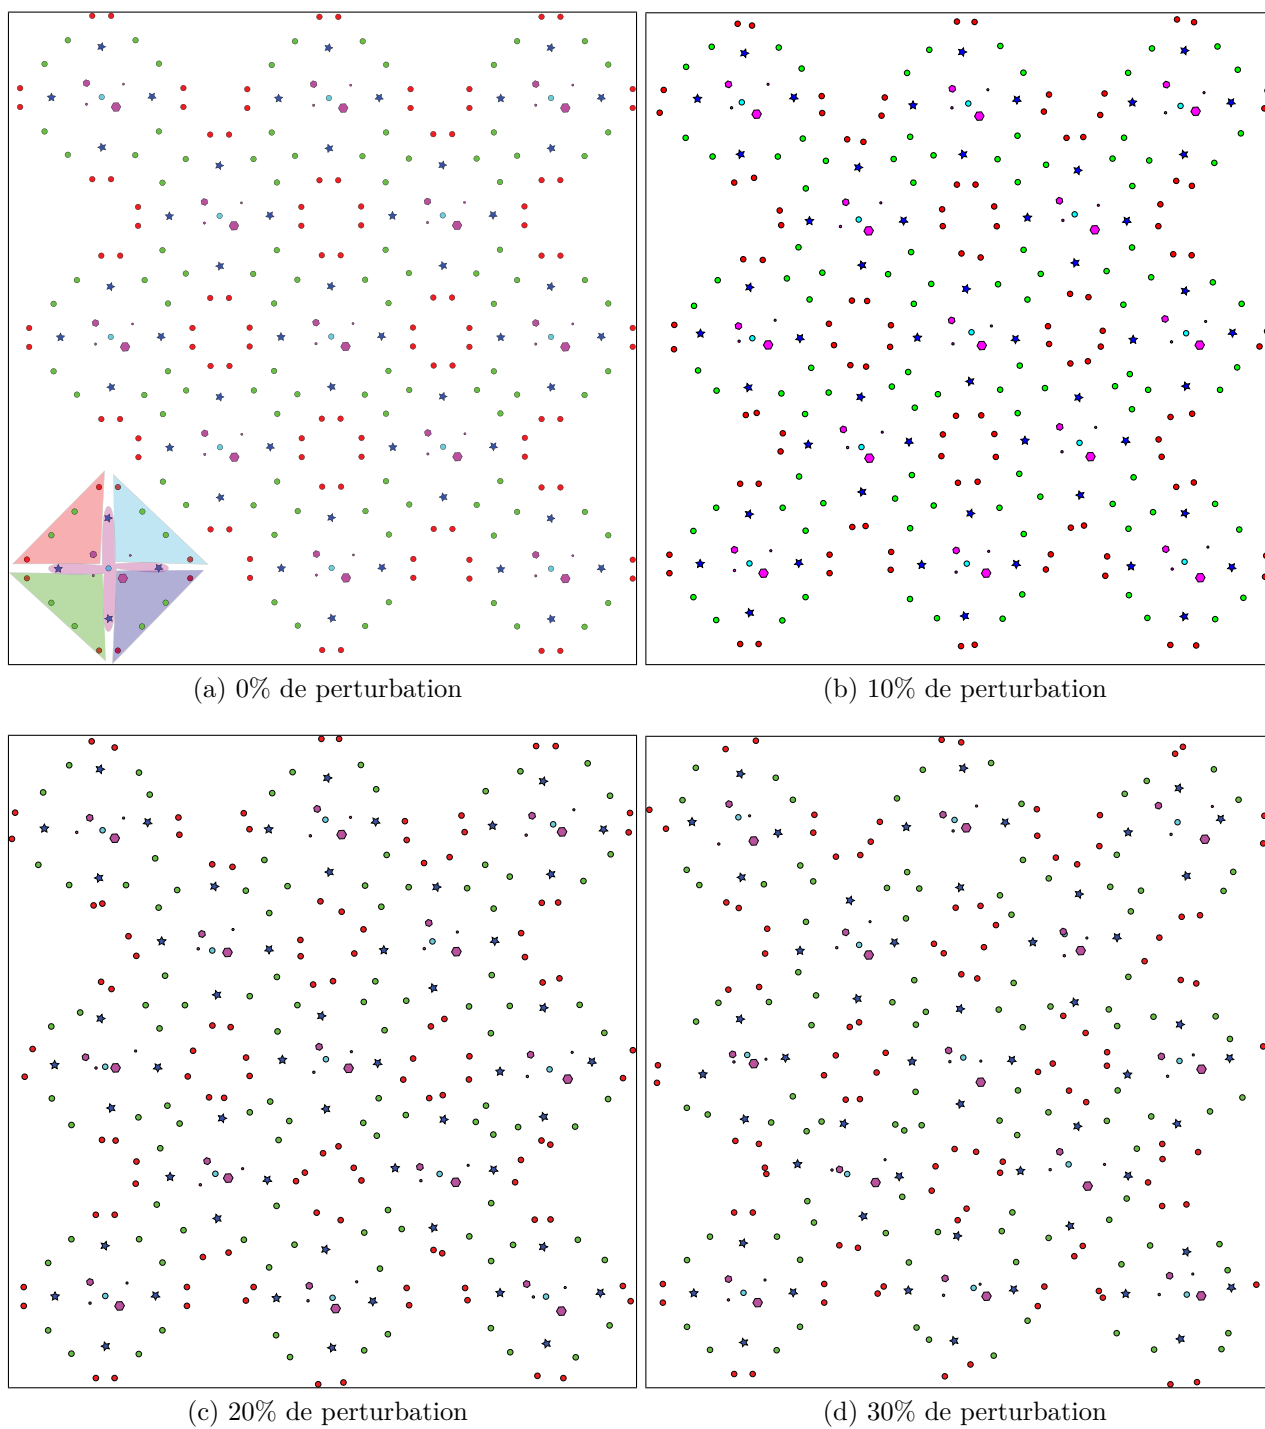 (a) 0% de perturbation
(b) 10% de perturbation
(c) 20% de perturbation
(d) 30% de perturbation